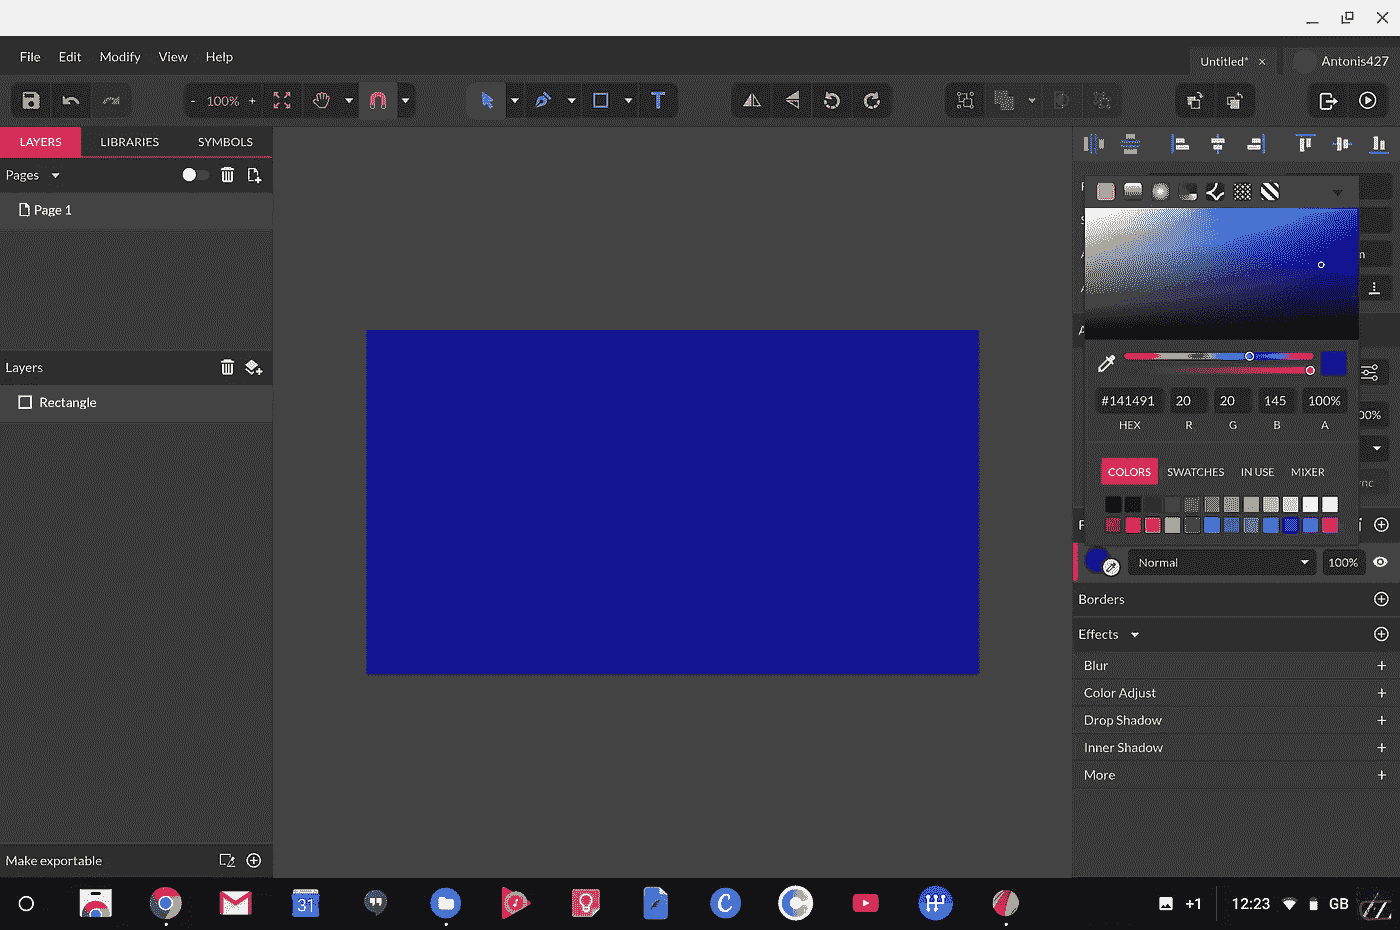 File Edit Modify View Help
Untitled* ×
Antonis427
- 100% +
T
LAYERS LIBRARIES SYMBOLS
Pages
Page 1
Layers
Rectangle
Make exportable
#141491 20 20 145 100%
HEX R G B A
COLORS SWATCHES IN USE MIXER
Normal 100%
Borders
Effects
Blur +
Color Adjust +
Drop Shadow +
Inner Shadow +
More +
31
+1 12:23 GB